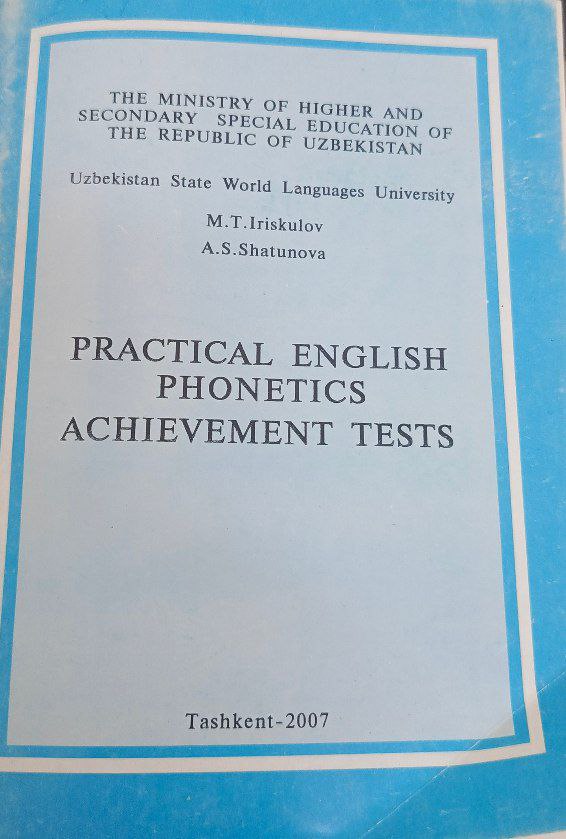 THE MINISTRY OF HIGHER AND
SECONDARY SPECIAL EDUCATION OF
THE REPUBLIC OF UZBEKISTAN
Uzbekistan State World Languages University
M.T.Iriskulov
A.S.Shatunova
PRACTICAL ENGLISH
PHONETICS
ACHIEVEMENT TESTS
Tashkent-2007